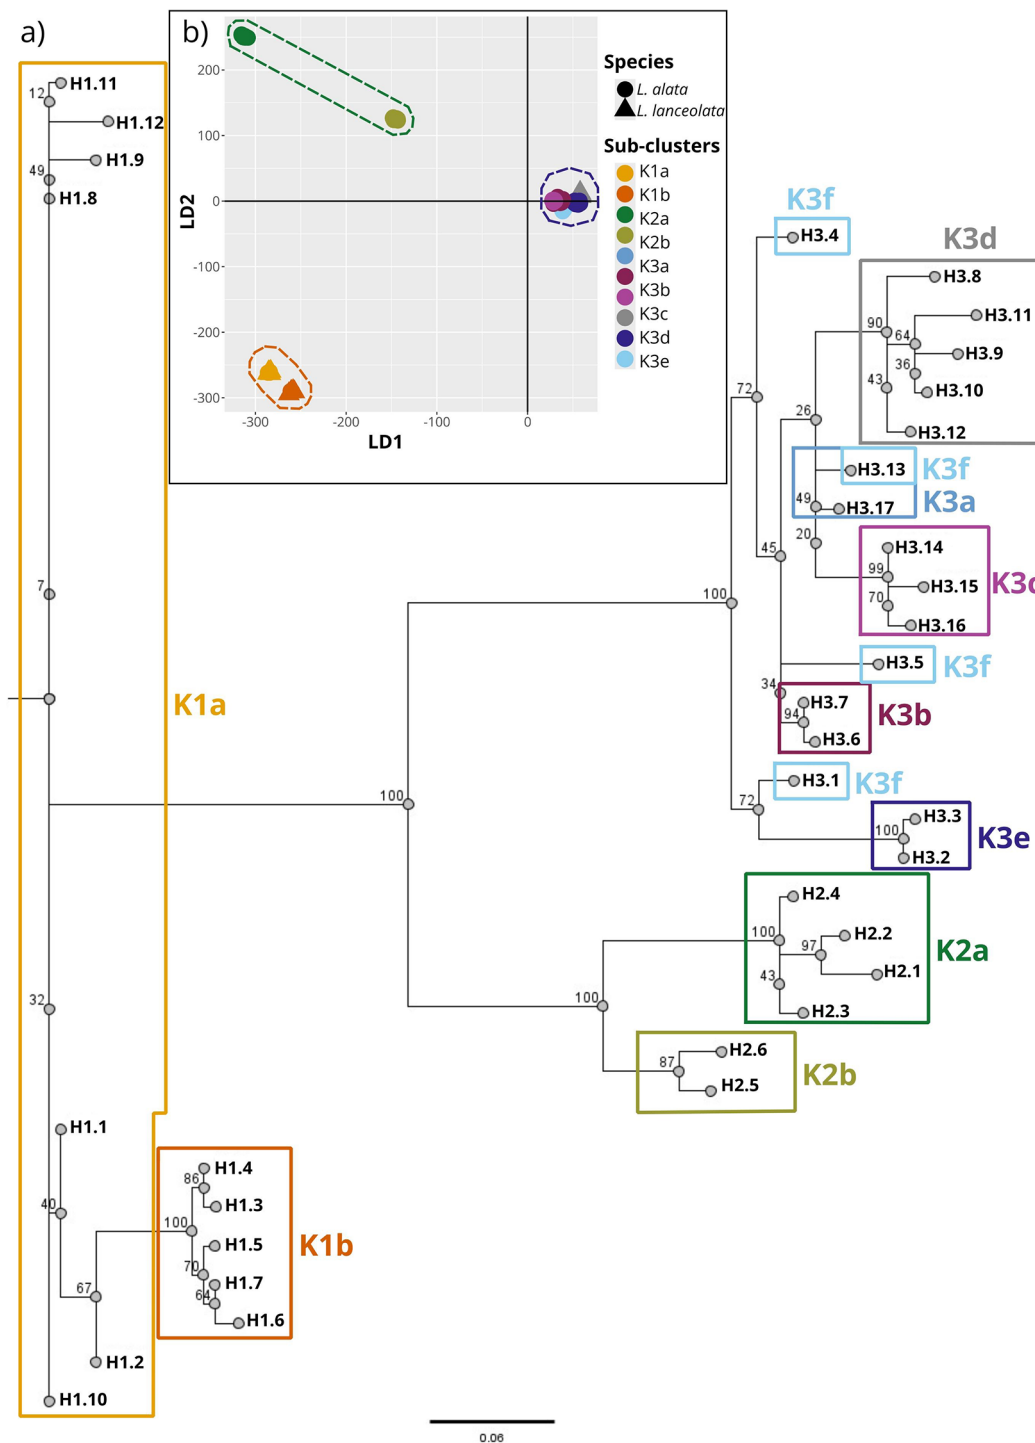 a)
b)
H1.11
12
H1.12
H1.9
49
H1.8
7
K1a
32
H1.1
40
67
H1.2
H1.10
H1.4
86
H1.3
100
H1.5
70
H1.7
64
H1.6
K1b
200
100
0
-100
-200
-300
LD2
-300
-200
-100
0
LD1
Species
L. alata
L. lanceolata
Sub-clusters
K1a
K1b
K2a
K2b
K3a
K3b
K3c
K3d
K3e
K3f
H3.4
K3d
H3.8
90
H3.11
64
H3.9
36
H3.10
43
H3.12
72
26
H3.13
K3f
49
H3.17
K3a
20
45
H3.14
99
H3.15
70
H3.16
K3c
100
H3.5
K3f
34
H3.7
94
H3.6
K3b
H3.1
K3f
72
H3.3
100
H3.2
K3e
100
H2.4
100
H2.2
97
H2.1
43
H2.3
K2a
100
H2.6
87
H2.5
K2b
0.06